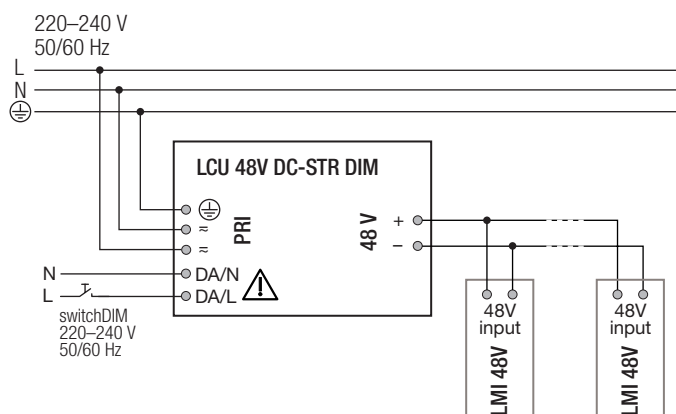 220–240 V
50/60 Hz
L
N
LCU 48V DC-STR DIM
PRI
≂
≂
48 V
+
−
N
DA/N
L
DA/L
switchDIM
220–240 V
50/60 Hz
48V
input
LMI 48V
48V
input
LMI 48V